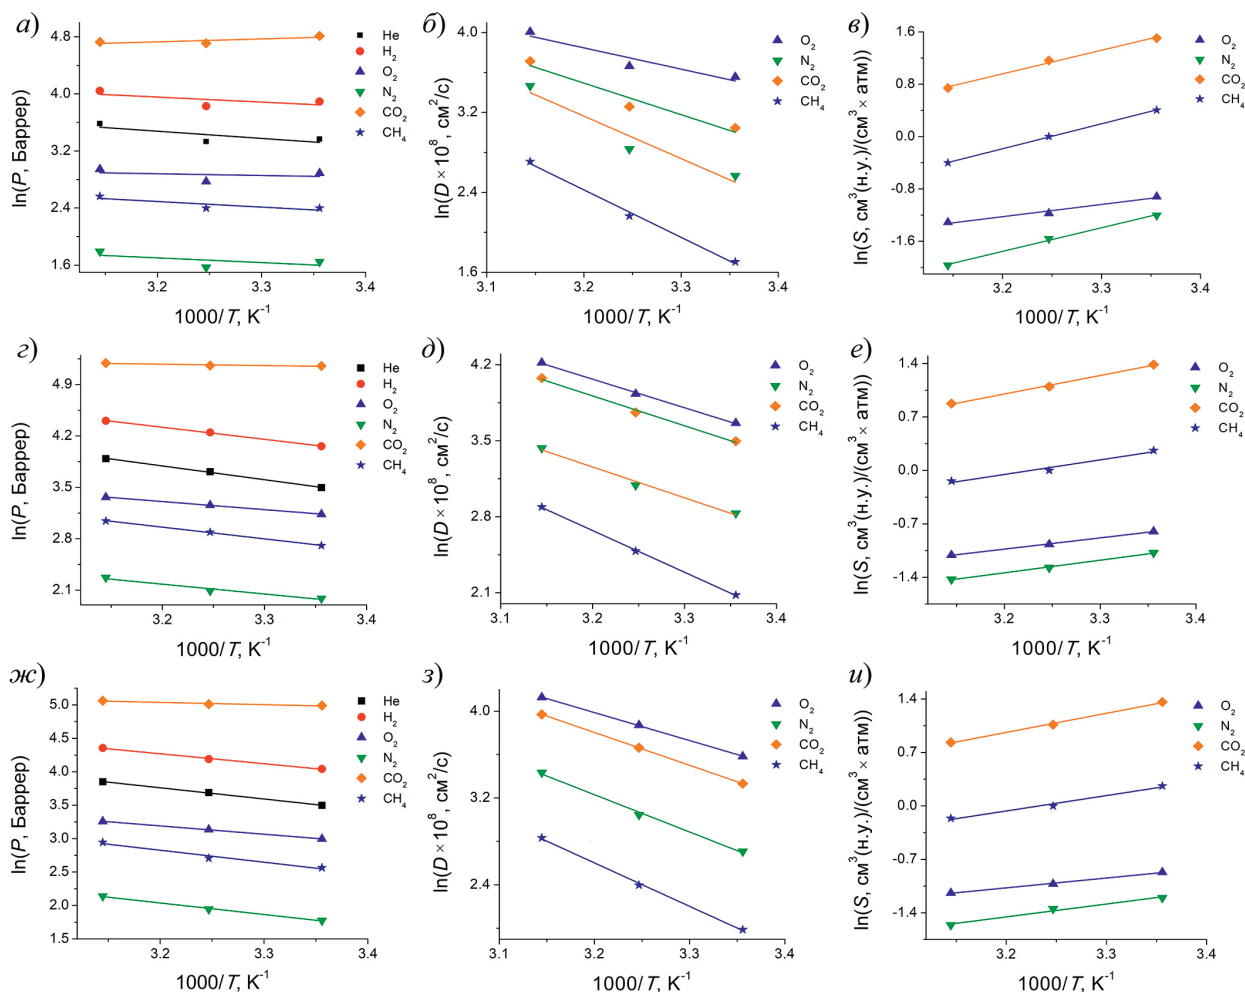 а)
ln(P, Баррер)
4.8
4.0
3.2
2.4
1.6
3.2
3.3
3.4
1000/T, K⁻¹
He
H₂
O₂
N₂
CO₂
CH₄
б)
ln(D × 10⁸, см²/с)
4.0
3.2
2.4
1.6
3.1
3.2
3.3
3.4
1000/T, K⁻¹
O₂
N₂
CO₂
CH₄
в)
ln(S, см³(н.у.)/(см³ × атм))
1.6
0.8
0.0
-0.8
-1.6
3.2
3.3
3.4
1000/T, K⁻¹
O₂
N₂
CO₂
CH₄
г)
ln(P, Баррер)
4.9
4.2
3.5
2.8
2.1
3.2
3.3
3.4
1000/T, K⁻¹
He
H₂
O₂
N₂
CO₂
CH₄
д)
ln(D × 10⁸, см²/с)
4.2
3.5
2.8
2.1
3.1
3.2
3.3
3.4
1000/T, K⁻¹
O₂
N₂
CO₂
CH₄
е)
ln(S, см³(н.у.)/(см³ × атм))
1.4
0.7
0.0
-0.7
-1.4
3.2
3.3
3.4
1000/T, K⁻¹
O₂
N₂
CO₂
CH₄
ж)
ln(P, Баррер)
5.0
4.5
4.0
3.5
3.0
2.5
2.0
1.5
3.2
3.3
3.4
1000/T, K⁻¹
He
H₂
O₂
N₂
CO₂
CH₄
з)
ln(D × 10⁸, см²/с)
4.0
3.2
2.4
3.1
3.2
3.3
3.4
1000/T, K⁻¹
O₂
N₂
CO₂
CH₄
и)
ln(S, см³(н.у.)/(см³ × атм))
1.4
0.7
0.0
-0.7
-1.4
3.2
3.3
3.4
1000/T, K⁻¹
O₂
N₂
CO₂
CH₄